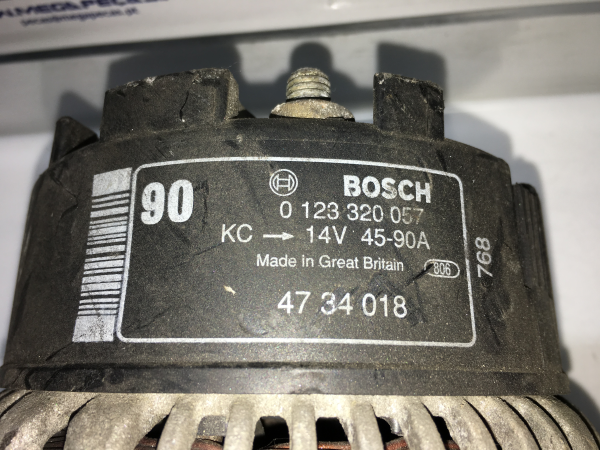 90
BOSCH
0 123 320 057
KC → 14V 45-90A
Made in Great Britain
806
47 34 018
768